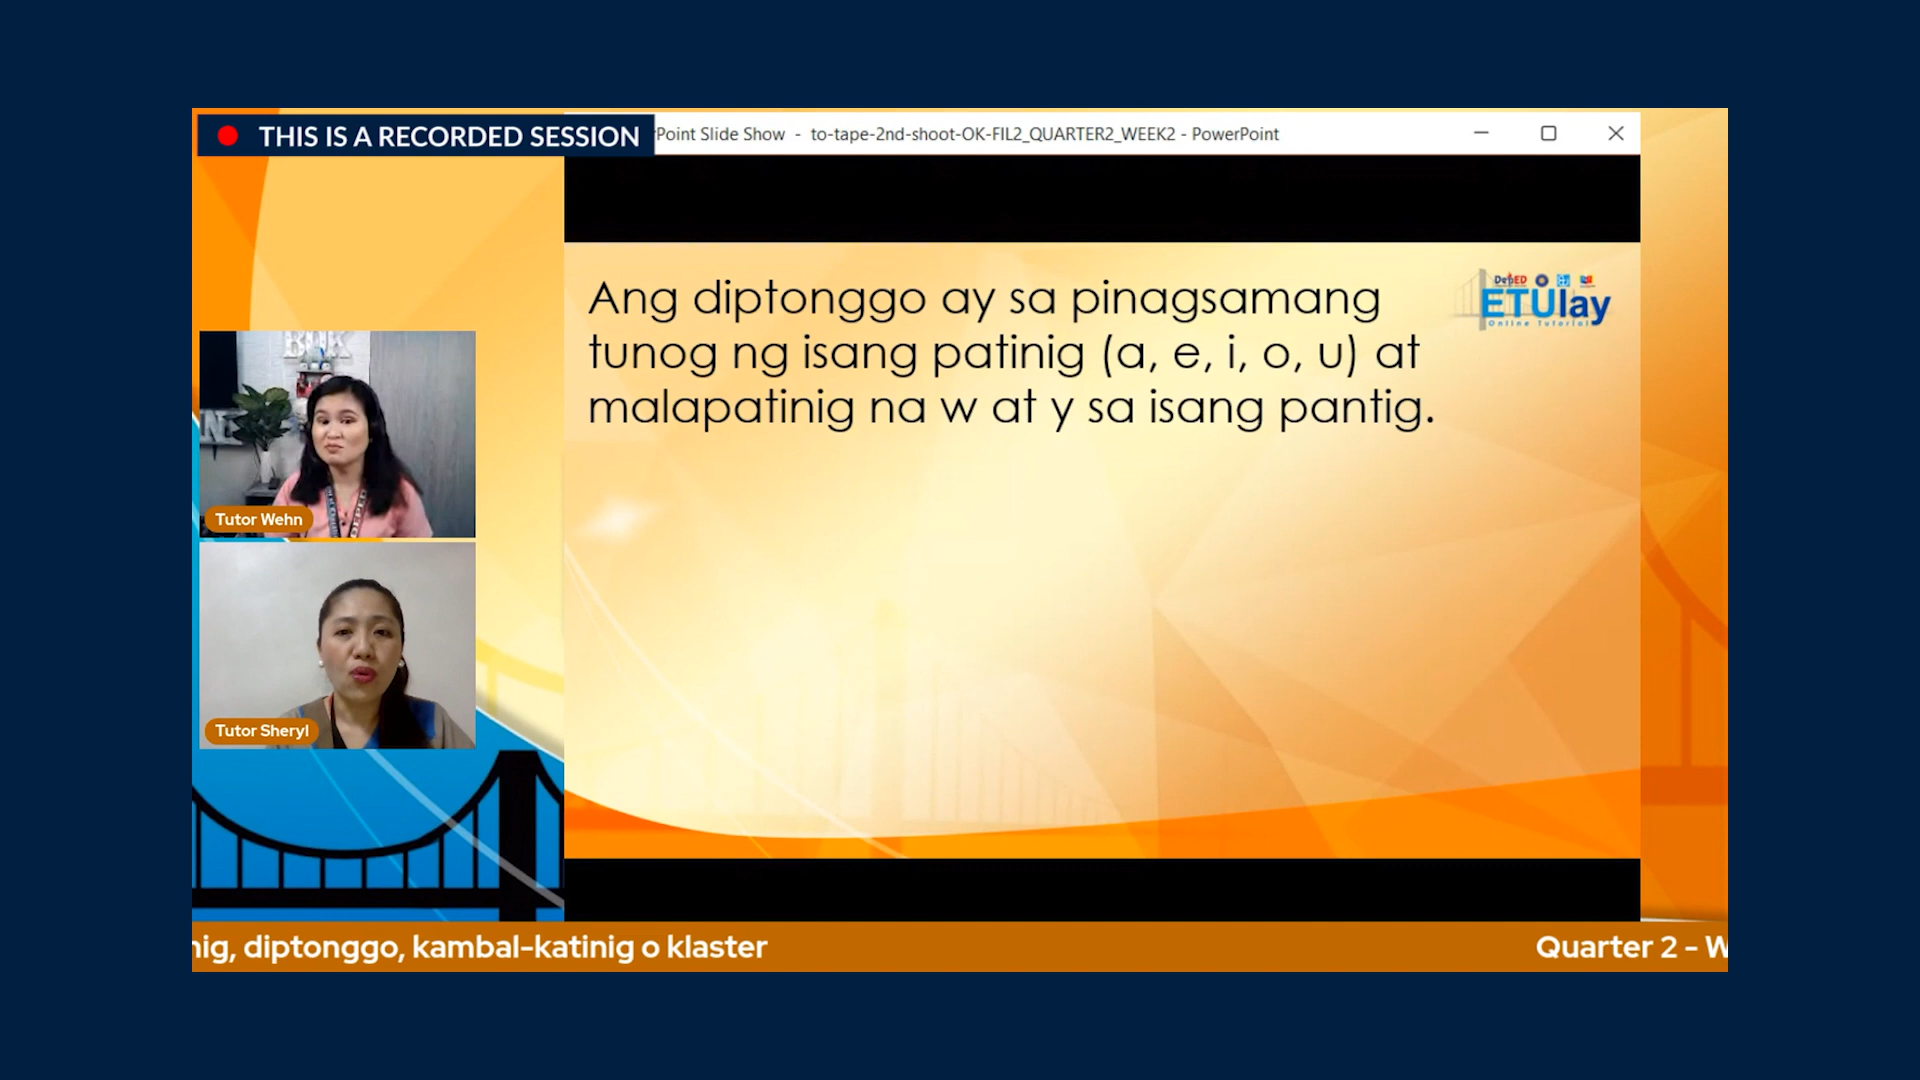 THIS IS A RECORDED SESSION
Point Slide Show - to-tape-2nd-shoot-OK-FIL2_QUARTER2_WEEK2 - PowerPoint
Ang diptonggo ay sa pinagsamang
tunog ng isang patinig (a, e, i, o, u) at
malapatinig na w at y sa isang pantig.
DepED
ETUlay
Online Tutorial
Tutor Wehn
Tutor Sheryl
nig, diptonggo, kambal-katinig o klaster
Quarter 2 - W